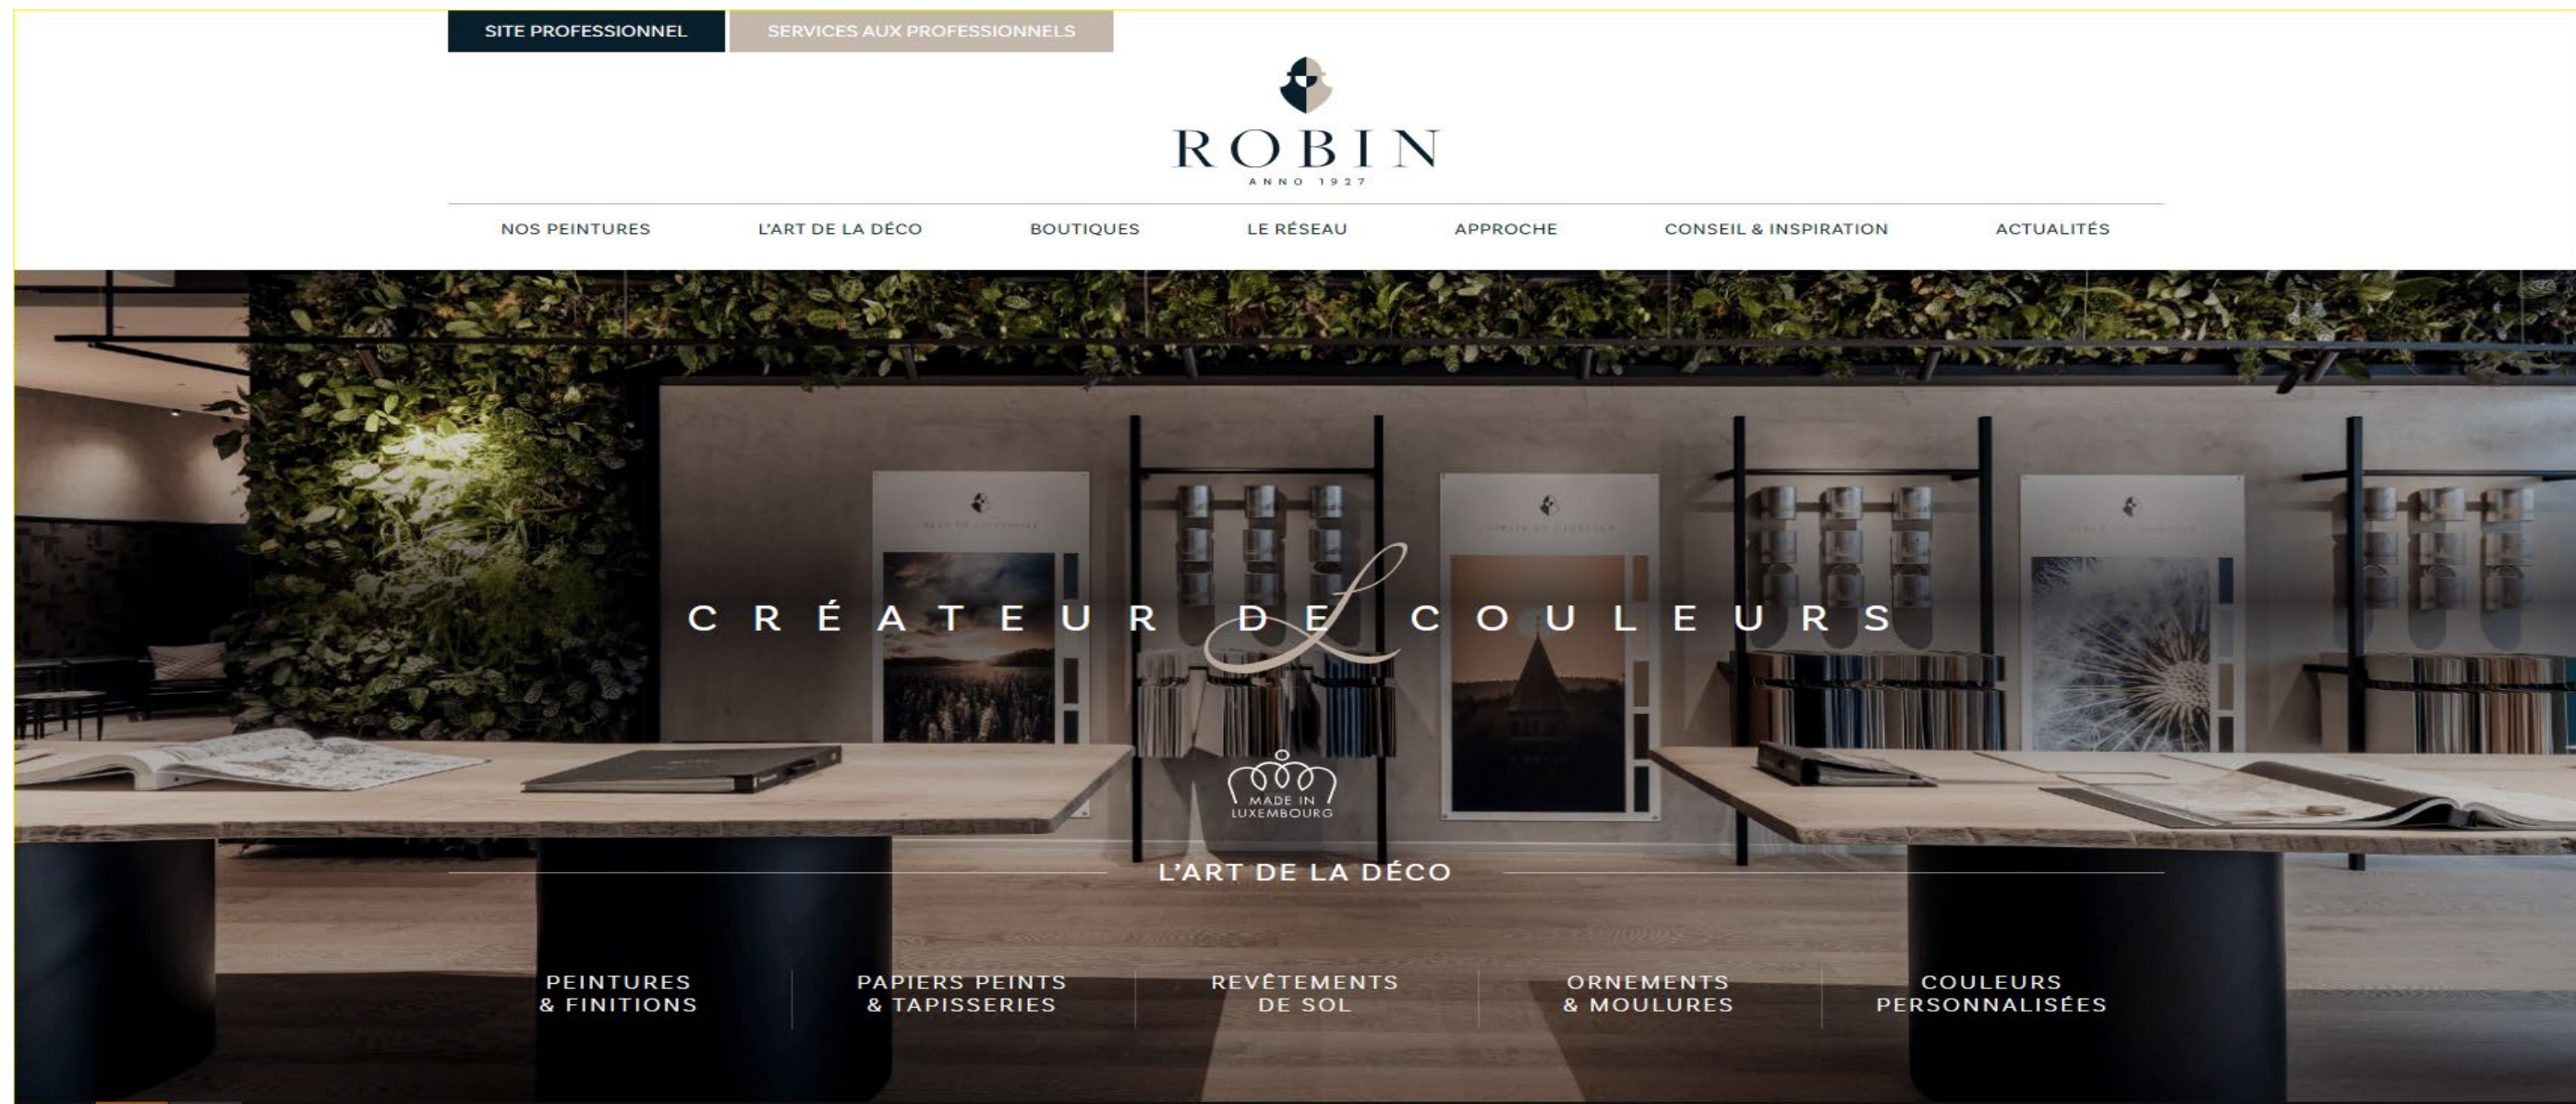 SITE PROFESSIONNEL
SERVICES AUX PROFESSIONNELS
ROBIN
ANNO 1927
NOS PEINTURES
L'ART DE LA DÉCO
BOUTIQUES
LE RÉSEAU
APPROCHE
CONSEIL & INSPIRATION
ACTUALITÉS
CRÉATEUR DE COULEURS
L
MADE IN
LUXEMBOURG
L'ART DE LA DÉCO
PEINTURES
& FINITIONS
PAPIERS PEINTS
& TAPISSERIES
REVÊTEMENTS
DE SOL
ORNEMENTS
& MOULURES
COULEURS
PERSONNALISÉES